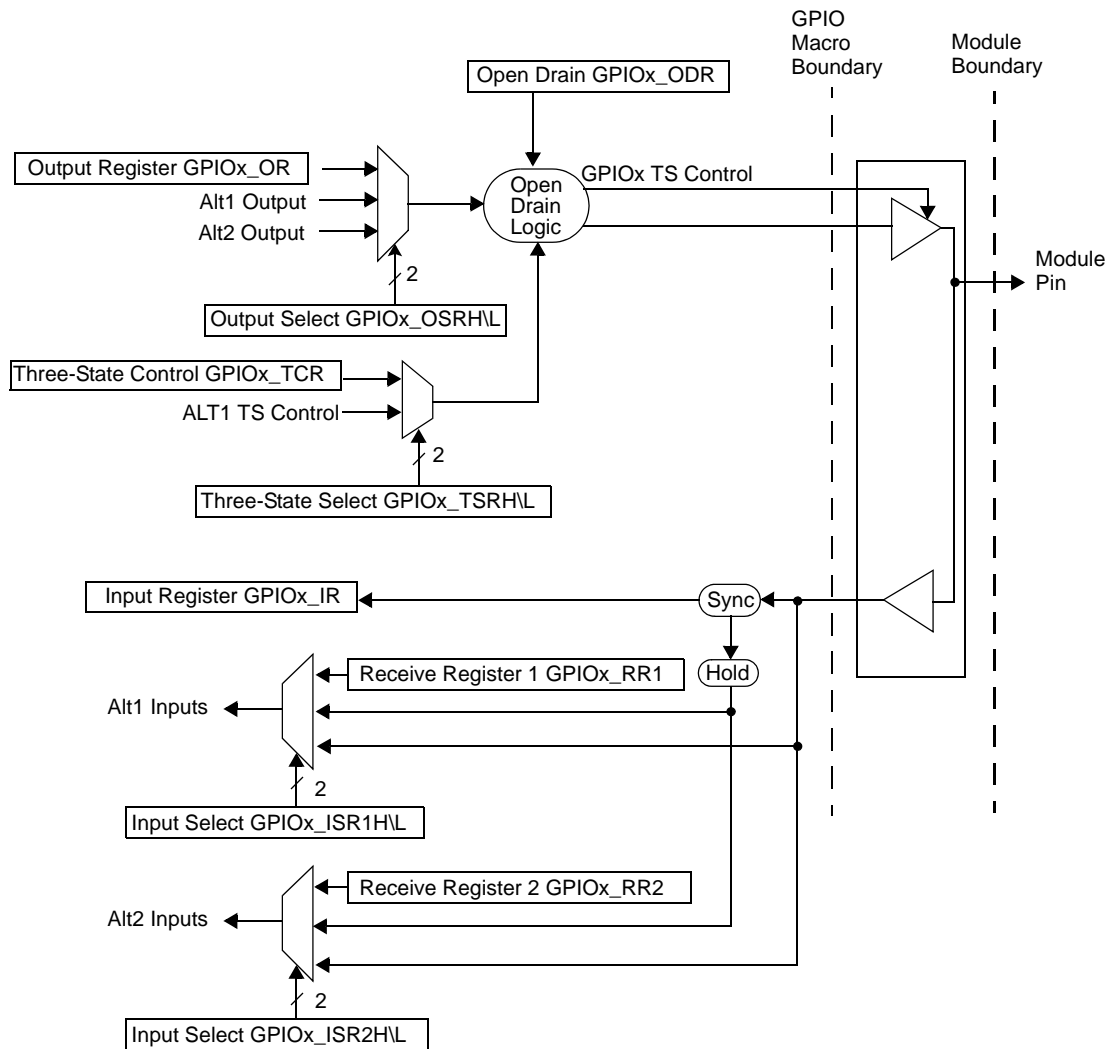 GPIO
Macro
Boundary
Module
Boundary
Open Drain GPIOx_ODR
Output Register GPIOx_OR
Alt1 Output
Alt2 Output
2
Output Select GPIOx_OSRH\L
Open
Drain
Logic
GPIOx TS Control
Module
Pin
Three-State Control GPIOx_TCR
ALT1 TS Control
2
Three-State Select GPIOx_TSRH\L
Input Register GPIOx_IR
Sync
Hold
Receive Register 1 GPIOx_RR1
Alt1 Inputs
2
Input Select GPIOx_ISR1H\L
Receive Register 2 GPIOx_RR2
Alt2 Inputs
2
Input Select GPIOx_ISR2H\L